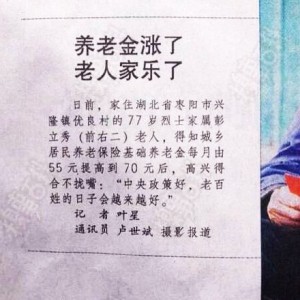 养老金涨了
老人家乐了
日前，家住湖北省枣阳市兴
隆镇优良村的77岁烈士家属彭
立秀（前右二）老人，得知城乡
居民养老保险基础养老金每月由
55元提高到70元后，高兴得
合不拢嘴：“中央政策好，老百
姓的日子会越来越好。”
记 者 叶星
通讯员 卢世斌 摄影报道